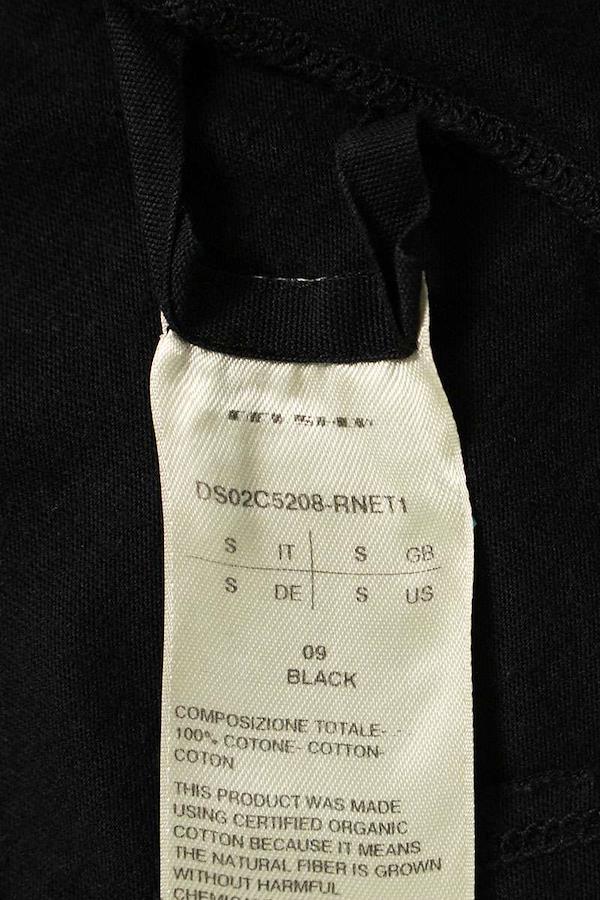 DS02C5208-RNET1
S IT S GB
S DE S US
09
BLACK
COMPOSIZIONE TOTALE-
100% COTONE- COTTON-
COTON
THIS PRODUCT WAS MADE
USING CERTIFIED ORGANIC
COTTON BECAUSE IT MEANS
THE NATURAL FIBER IS GROWN
WITHOUT HARMFUL